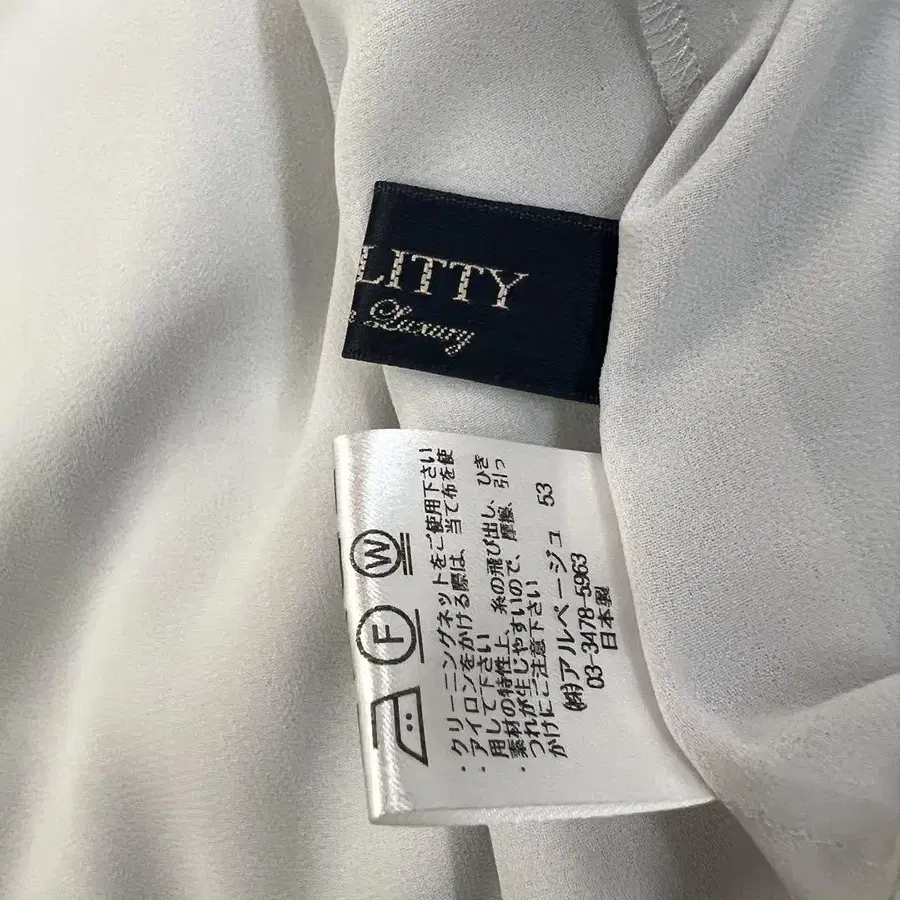 LITTY
Luxury
W
F
・クリーニングネットをご使用下さい
・アイロンをかける際は、当て布を使
用して下さい
・素材の特性上、糸の飛び出し、ひき
つれが生じやすいので、摩擦、引っ
かけにご注意下さい
(株)アルページュ 53
03-3478-5963
日本製